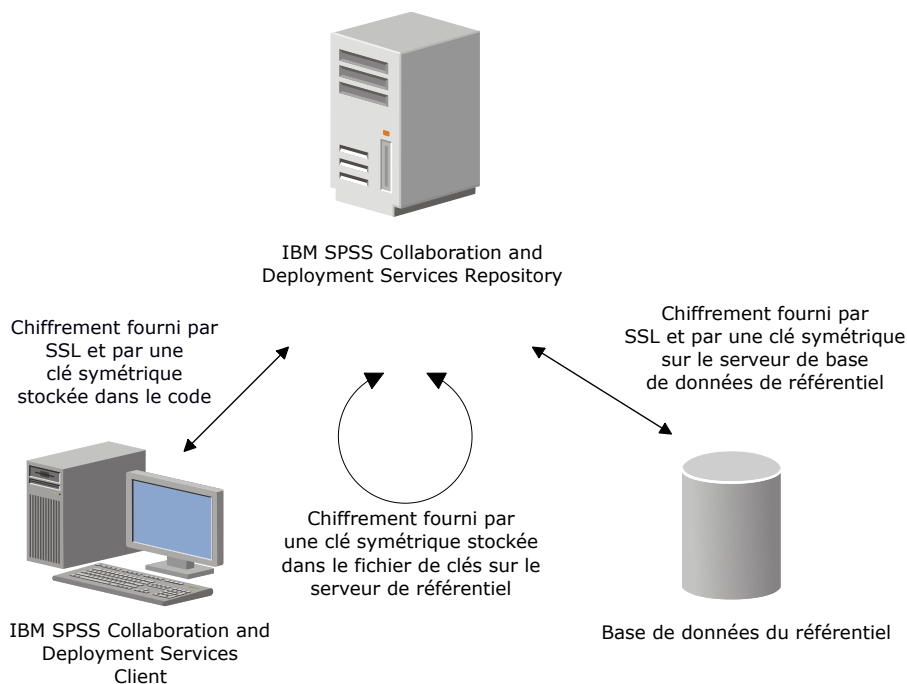 IBM SPSS Collaboration and
Deployment Services Repository
Chiffrement fourni par
SSL et par une
clé symétrique
stockée dans le code
Chiffrement fourni par
SSL et par une clé symétrique
sur le serveur de base
de données de référentiel
Chiffrement fourni par
une clé symétrique stockée
dans le fichier de clés sur le
serveur de référentiel
IBM SPSS Collaboration and
Deployment Services
Client
Base de données du référentiel